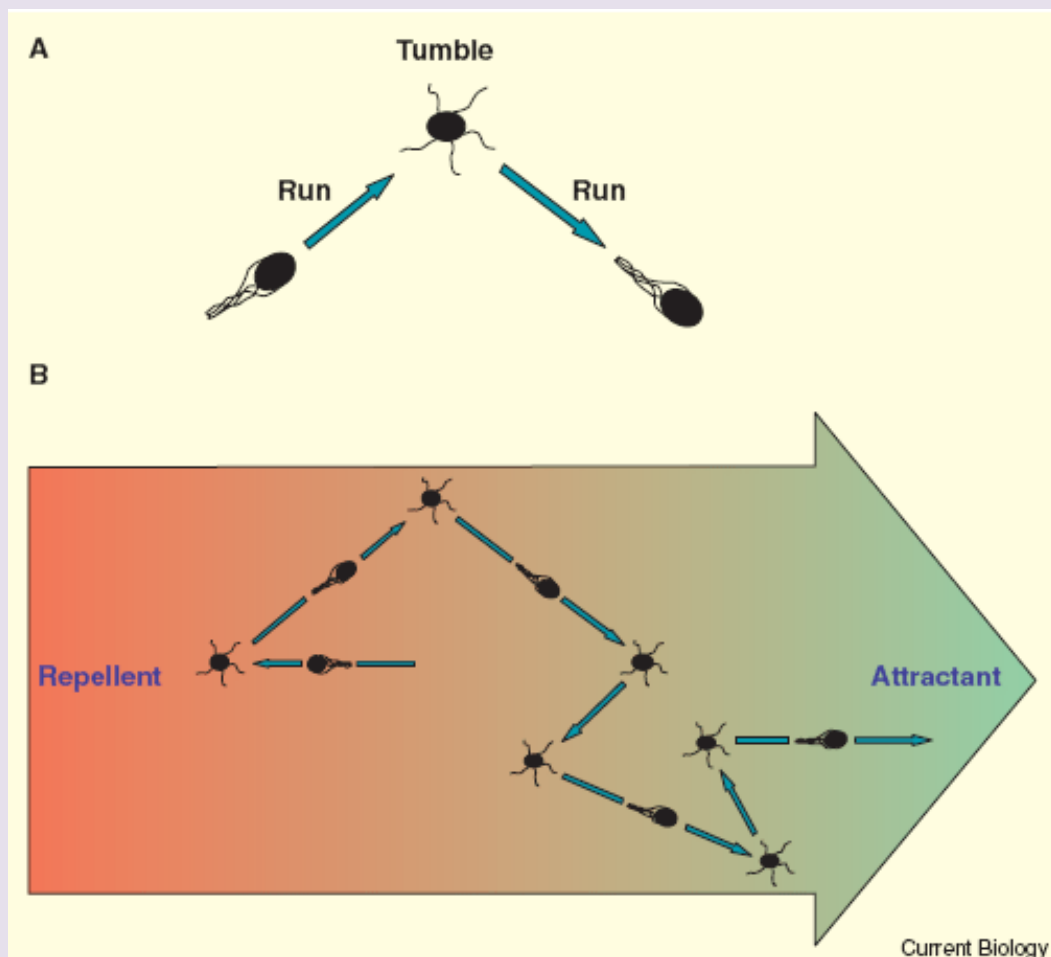 A
Tumble
Run
Run
B
Repellent
Attractant
Current Biology